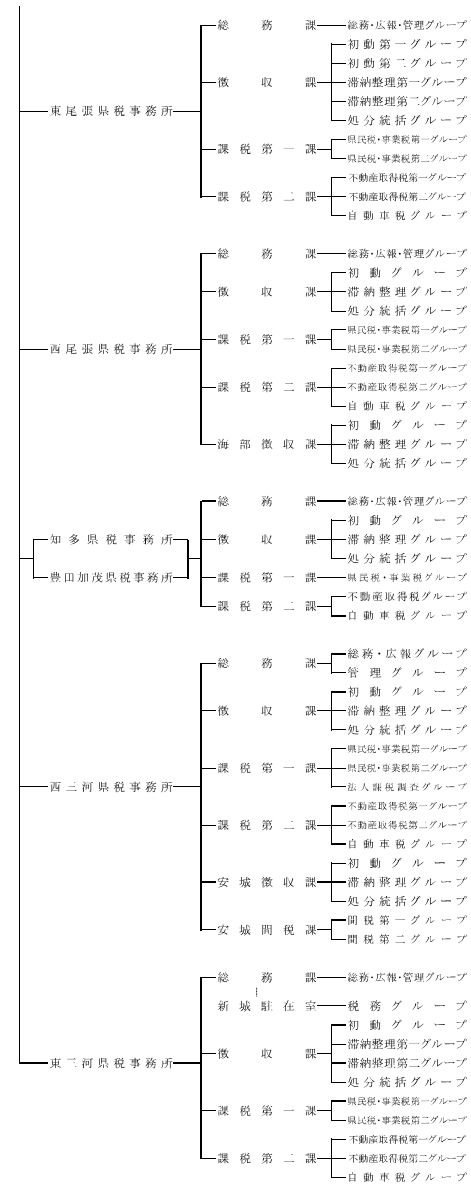 総務課 総務・広報・管理グループ
初動第一グループ
初動第二グループ
徴収課 滞納整理第一グループ
滞納整理第二グループ
東尾張県税事務所 処分統括グループ
県民税・事業税第一グループ
課税第一課
県民税・事業税第二グループ
不動産取得税第一グループ
課税第二課 不動産取得税第二グループ
自動車税グループ
総務課 総務・広報・管理グループ
初動グループ
徴収課 滞納整理グループ
処分統括グループ
県民税・事業税第一グループ
課税第一課
西尾張県税事務所 県民税・事業税第二グループ
不動産取得税第一グループ
課税第二課 不動産取得税第二グループ
自動車税グループ
初動グループ
海部徴収課 滞納整理グループ
処分統括グループ
総務課 総務・広報・管理グループ
初動グループ
知多県税事務所 徴収課 滞納整理グループ
処分統括グループ
豊田加茂県税事務所 課税第一課 県民税・事業税グループ
不動産取得税グループ
課税第二課
自動車税グループ
総務・広報グループ
総務課
管理グループ
初動グループ
徴収課 滞納整理グループ
処分統括グループ
県民税・事業税第一グループ
課税第一課 県民税・事業税第二グループ
西三河県税事務所 法人課税調査グループ
不動産取得税第一グループ
課税第二課 不動産取得税第二グループ
自動車税グループ
初動グループ
安城徴収課 滞納整理グループ
処分統括グループ
間税第一グループ
安城間税課
間税第二グループ
総務課 総務・広報・管理グループ
新城駐在室 税務グループ
初動グループ
徴収課 滞納整理第一グループ
東三河県税事務所 滞納整理第二グループ
処分統括グループ
県民税・事業税第一グループ
課税第一課
県民税・事業税第二グループ
不動産取得税第一グループ
課税第二課 不動産取得税第二グループ
自動車税グループ